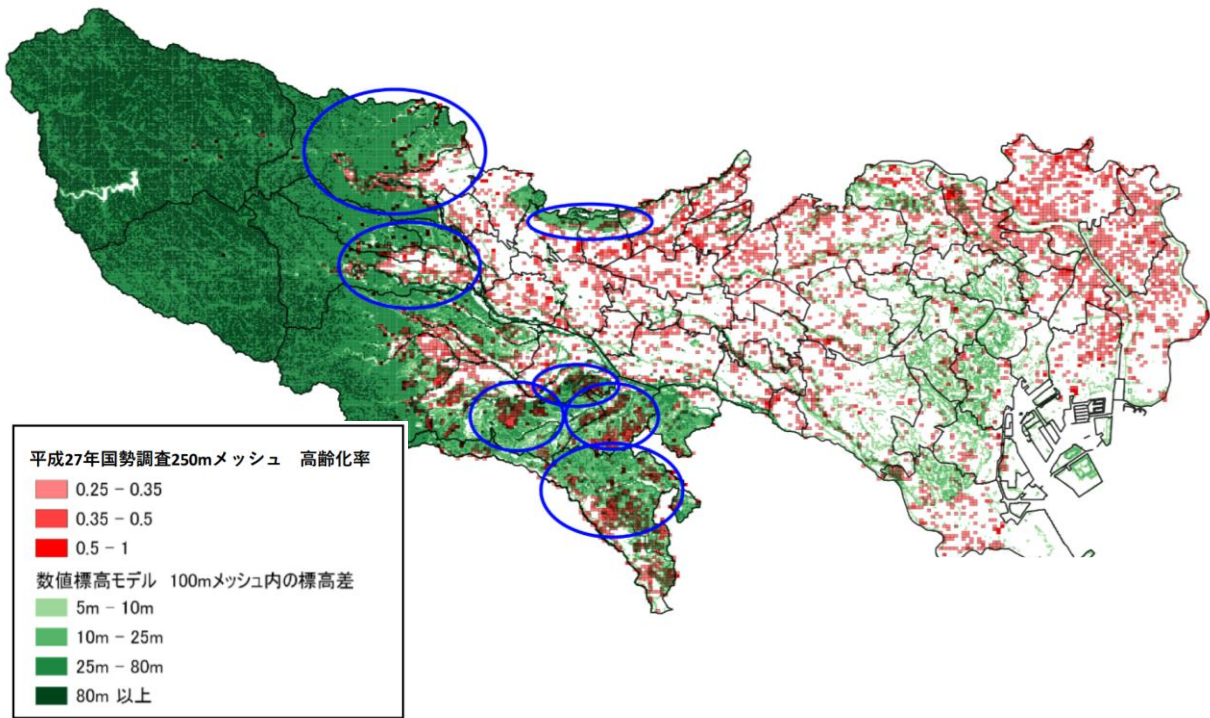 平成27年国勢調査250mメッシュ 高齢化率
0.25 - 0.35
0.35 - 0.5
0.5 - 1
数値標高モデル 100mメッシュ内の標高差
5m - 10m
10m - 25m
25m - 80m
80m 以上